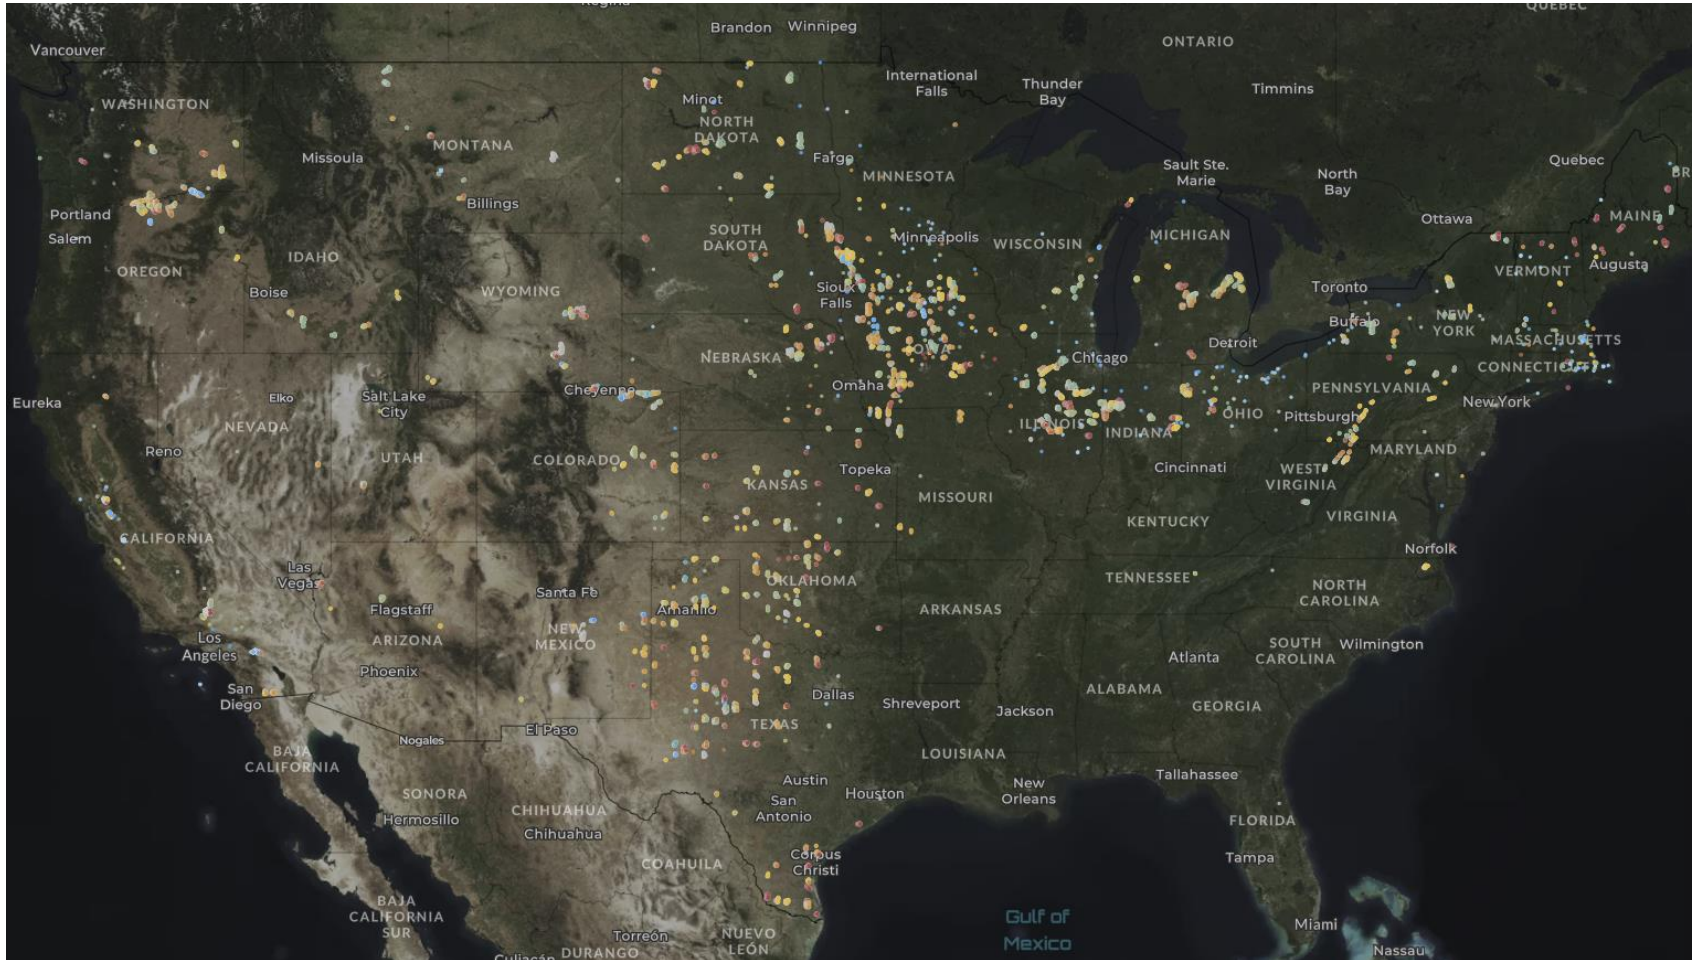 Regina
QUEBEC
Brandon
Winnipeg
Vancouver
ONTARIO
International
Falls
Thunder
Bay
Timmins
WASHINGTON
Minot
NORTH
DAKOTA
MONTANA
Missoula
Fargo
MINNESOTA
Sault Ste.
Marie
North
Bay
Quebec
BR
Billings
Portland
Salem
Ottawa
MAINE
SOUTH
DAKOTA
Minneapolis
WISCONSIN
MICHIGAN
IDAHO
OREGON
VERMONT
Augusta
Boise
WYOMING
Sioux
Falls
Toronto
Buffalo
NEW
YORK
MASSACHUSETTS
Detroit
IOWA
Chicago
NEBRASKA
CONNECTICUT
Omaha
Cheyenne
PENNSYLVANIA
Eureka
Elko
Salt Lake
City
New York
NEVADA
ILLINOIS
INDIANA
OHIO
Pittsburgh
Reno
UTAH
COLORADO
Topeka
Cincinnati
MARYLAND
KANSAS
MISSOURI
WEST
VIRGINIA
KENTUCKY
VIRGINIA
CALIFORNIA
Norfolk
Las
Vegas
Santa Fe
OKLAHOMA
TENNESSEE
NORTH
CAROLINA
Flagstaff
Amarillo
ARKANSAS
Los
Angeles
ARIZONA
NEW
MEXICO
SOUTH
CAROLINA
Wilmington
Atlanta
Phoenix
San
Diego
Dallas
Shreveport
Jackson
ALABAMA
GEORGIA
TEXAS
El Paso
Nogales
BAJA
CALIFORNIA
LOUISIANA
Tallahassee
Austin
Houston
New
Orleans
San
Antonio
SONORA
Hermosillo
CHIHUAHUA
Chihuahua
FLORIDA
Tampa
COAHUILA
Corpus
Christi
BAJA
CALIFORNIA
SUR
Gulf of
Mexico
Miami
Torreón
NUEVO
LEÓN
DURANGO
Culiacán
Nassau